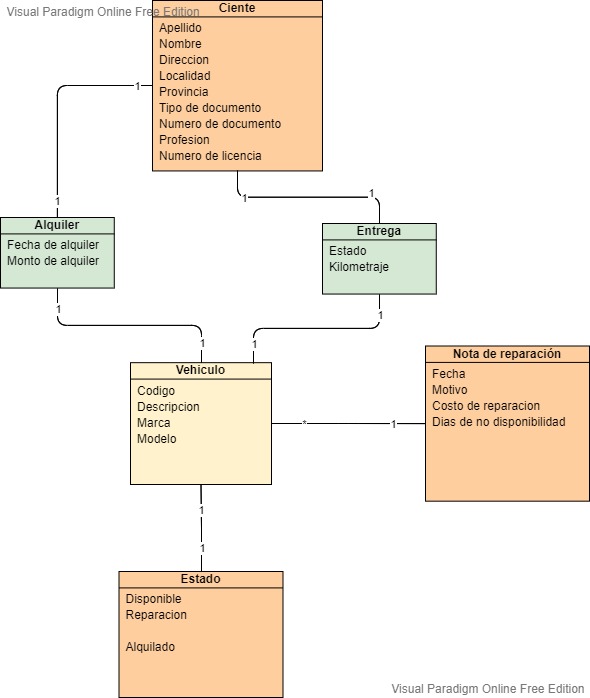 Visual Paradigm Online Free Edition
Ciente
Apellido
Nombre
Direccion
Localidad
Provincia
Tipo de documento
Numero de documento
Profesion
Numero de licencia
1
1
1
1
Alquiler
Fecha de alquiler
Monto de alquiler
Entrega
Estado
Kilometraje
1
1
1
1
Vehiculo
Codigo
Descripcion
Marca
Modelo
* 1
Nota de reparación
Fecha
Motivo
Costo de reparacion
Dias de no disponibilidad
1
1
Estado
Disponible
Reparacion
Alquilado
Visual Paradigm Online Free Edition